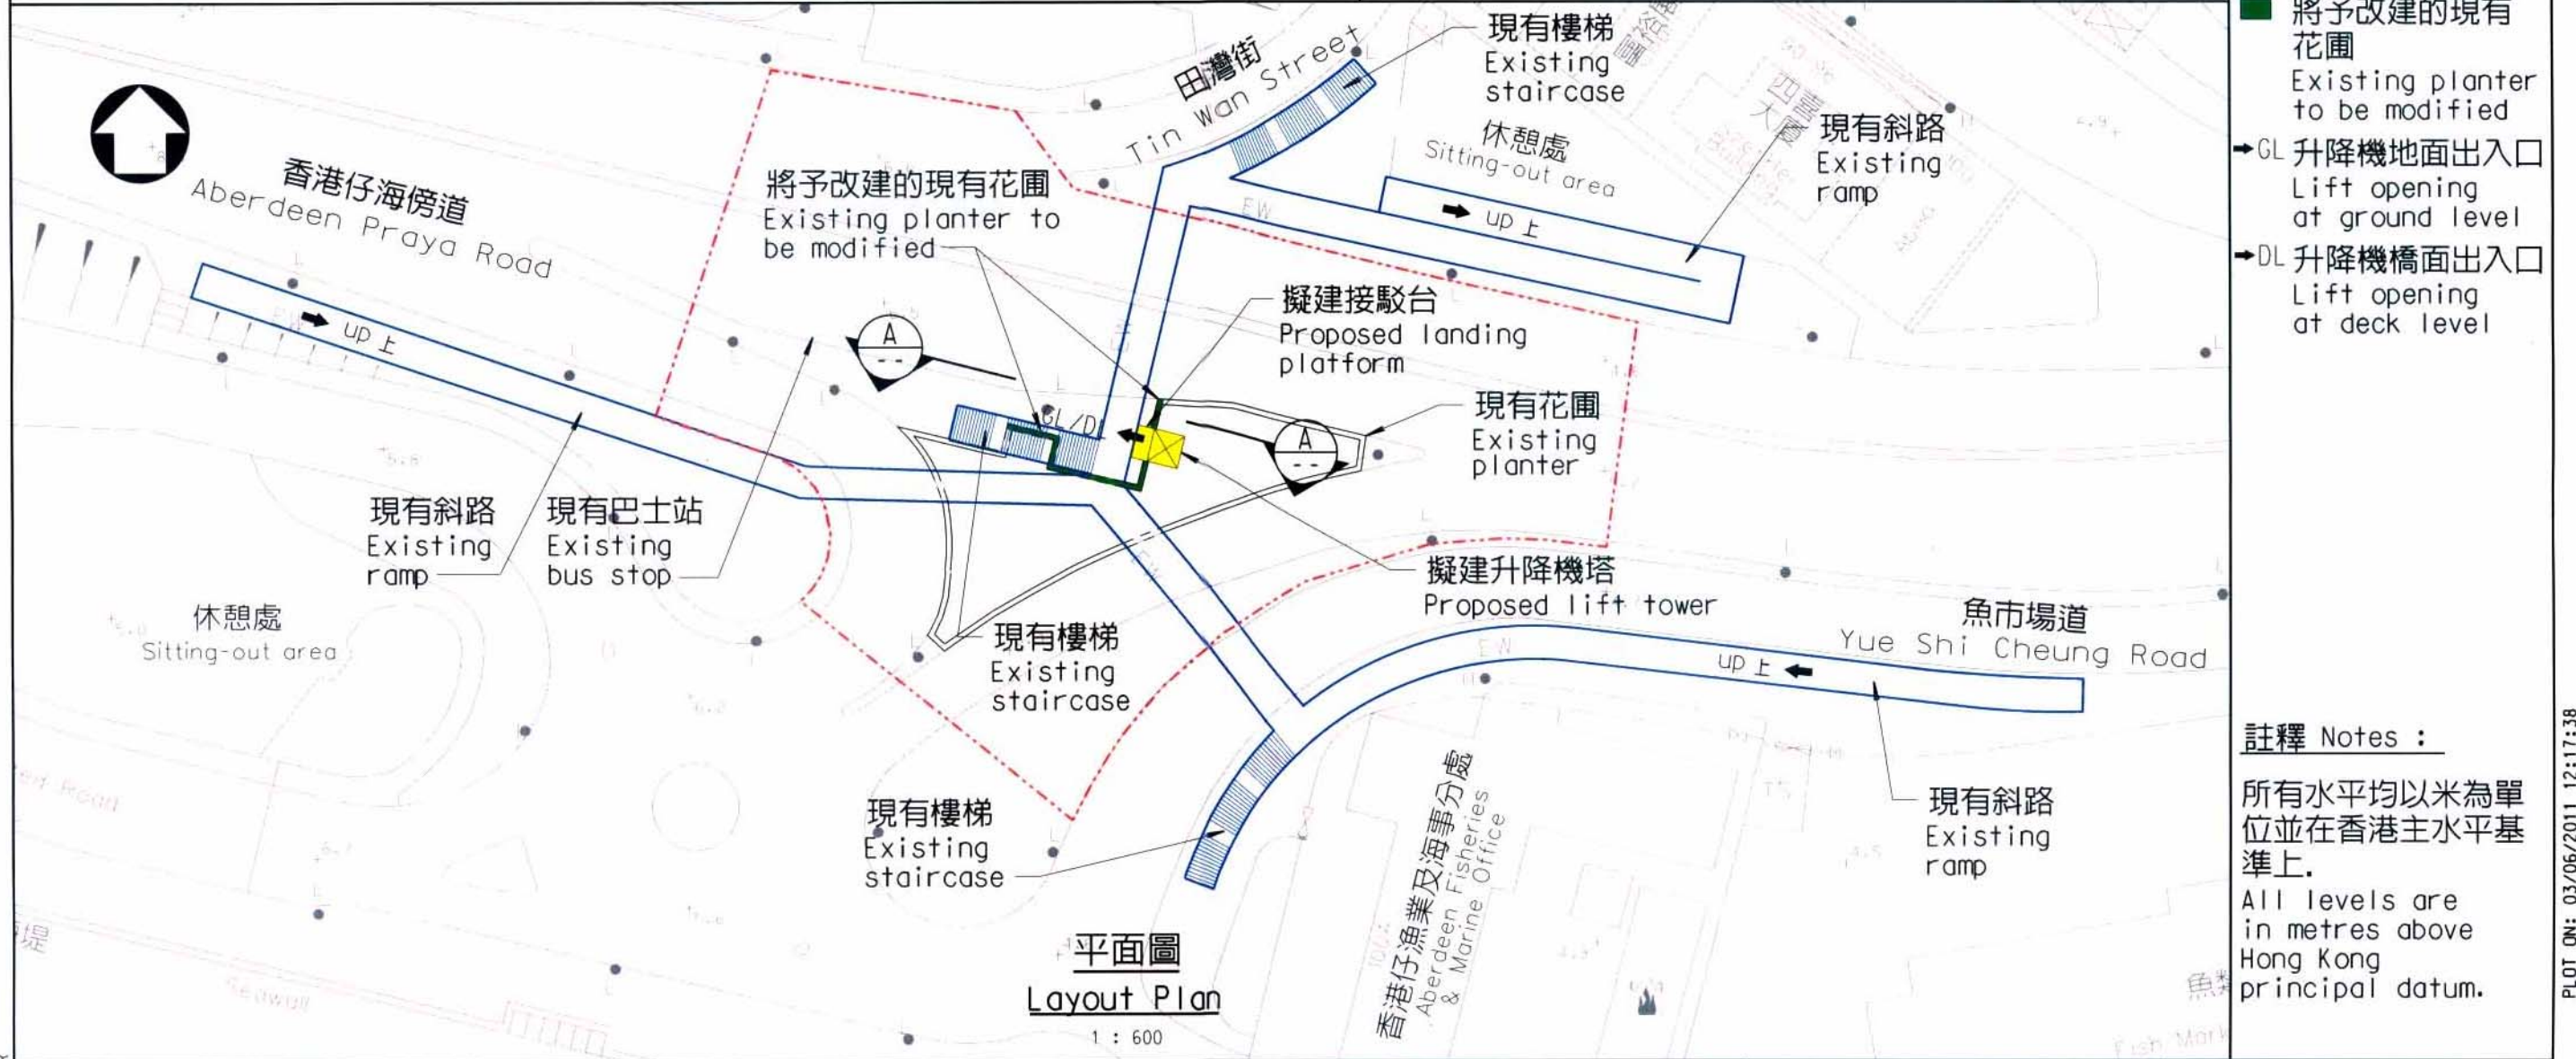 田灣街
Tin Wan Street
現有樓梯
Existing
staircase
四喜
大廈
香港仔海傍道
Aberdeen Praya Road
將予改建的現有花圃
Existing planter to
be modified
休憩處
Sitting-out area
現有斜路
Existing
ramp
EW
up 上
擬建接駁台
Proposed landing
platform
A
--
EW
up 上
GL/DL
A
--
現有花圃
Existing
planter
現有斜路
Existing
ramp
現有巴士站
Existing
bus stop
EW
擬建升降機塔
Proposed lift tower
休憩處
Sitting-out area
現有樓梯
Existing
staircase
魚市場道
Yue Shi Cheung Road
EW
up 上
現有樓梯
Existing
staircase
現有斜路
Existing
ramp
香港仔漁業及海事分處
Aberdeen Fisheries
& Marine Office
Seawall
平面圖
Layout Plan
1 : 600
將予改建的現有
花圃
Existing planter
to be modified
GL 升降機地面出入口
Lift opening
at ground level
DL 升降機橋面出入口
Lift opening
at deck level
註釋 Notes :
所有水平均以米為單
位並在香港主水平基
準上.
All levels are
in metres above
Hong Kong
principal datum.
PLOT ON: 03/06/2011 12:17:38